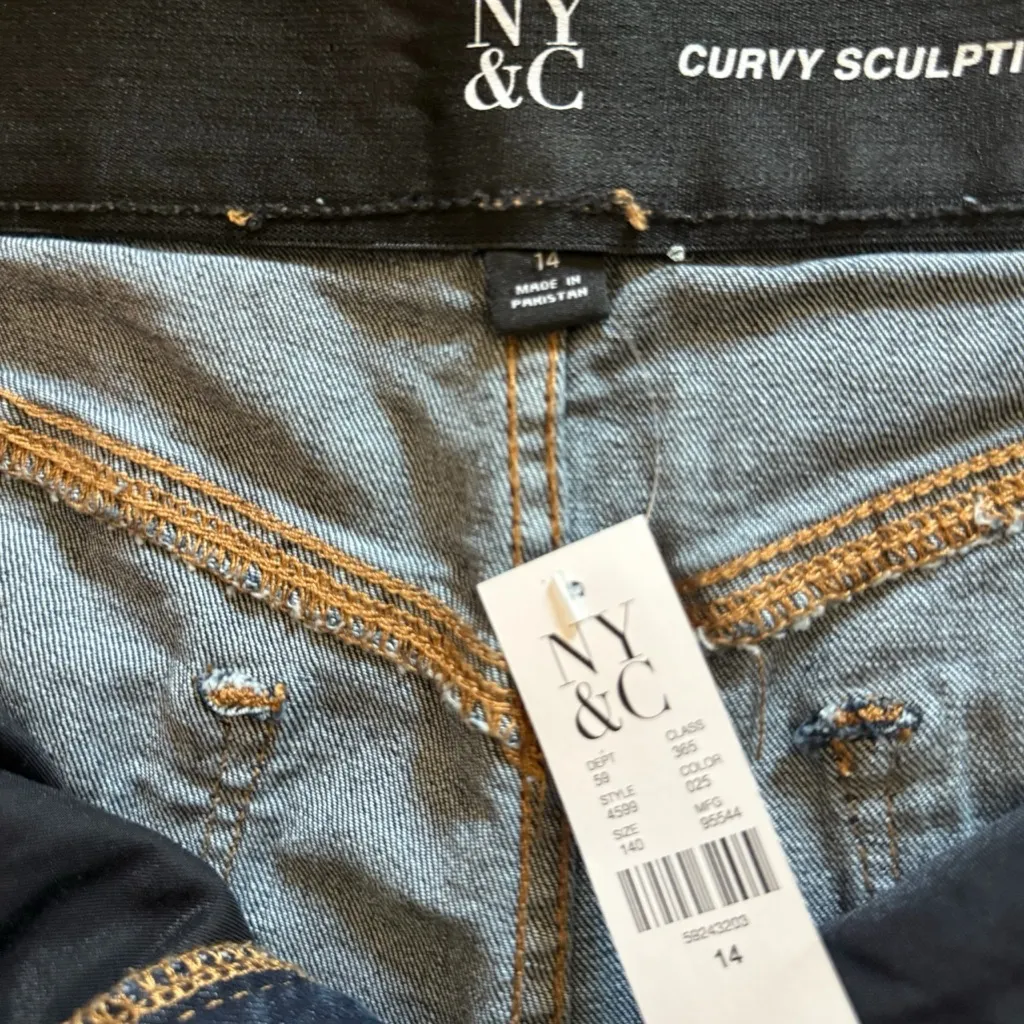 NY
&C
CURVY SCULPTI
14
MADE IN
PAKISTAN
NY
&C
DEPT CLASS
59 365
STYLE COLOR
4599 025
SIZE MFG
140 95544
59243203
14